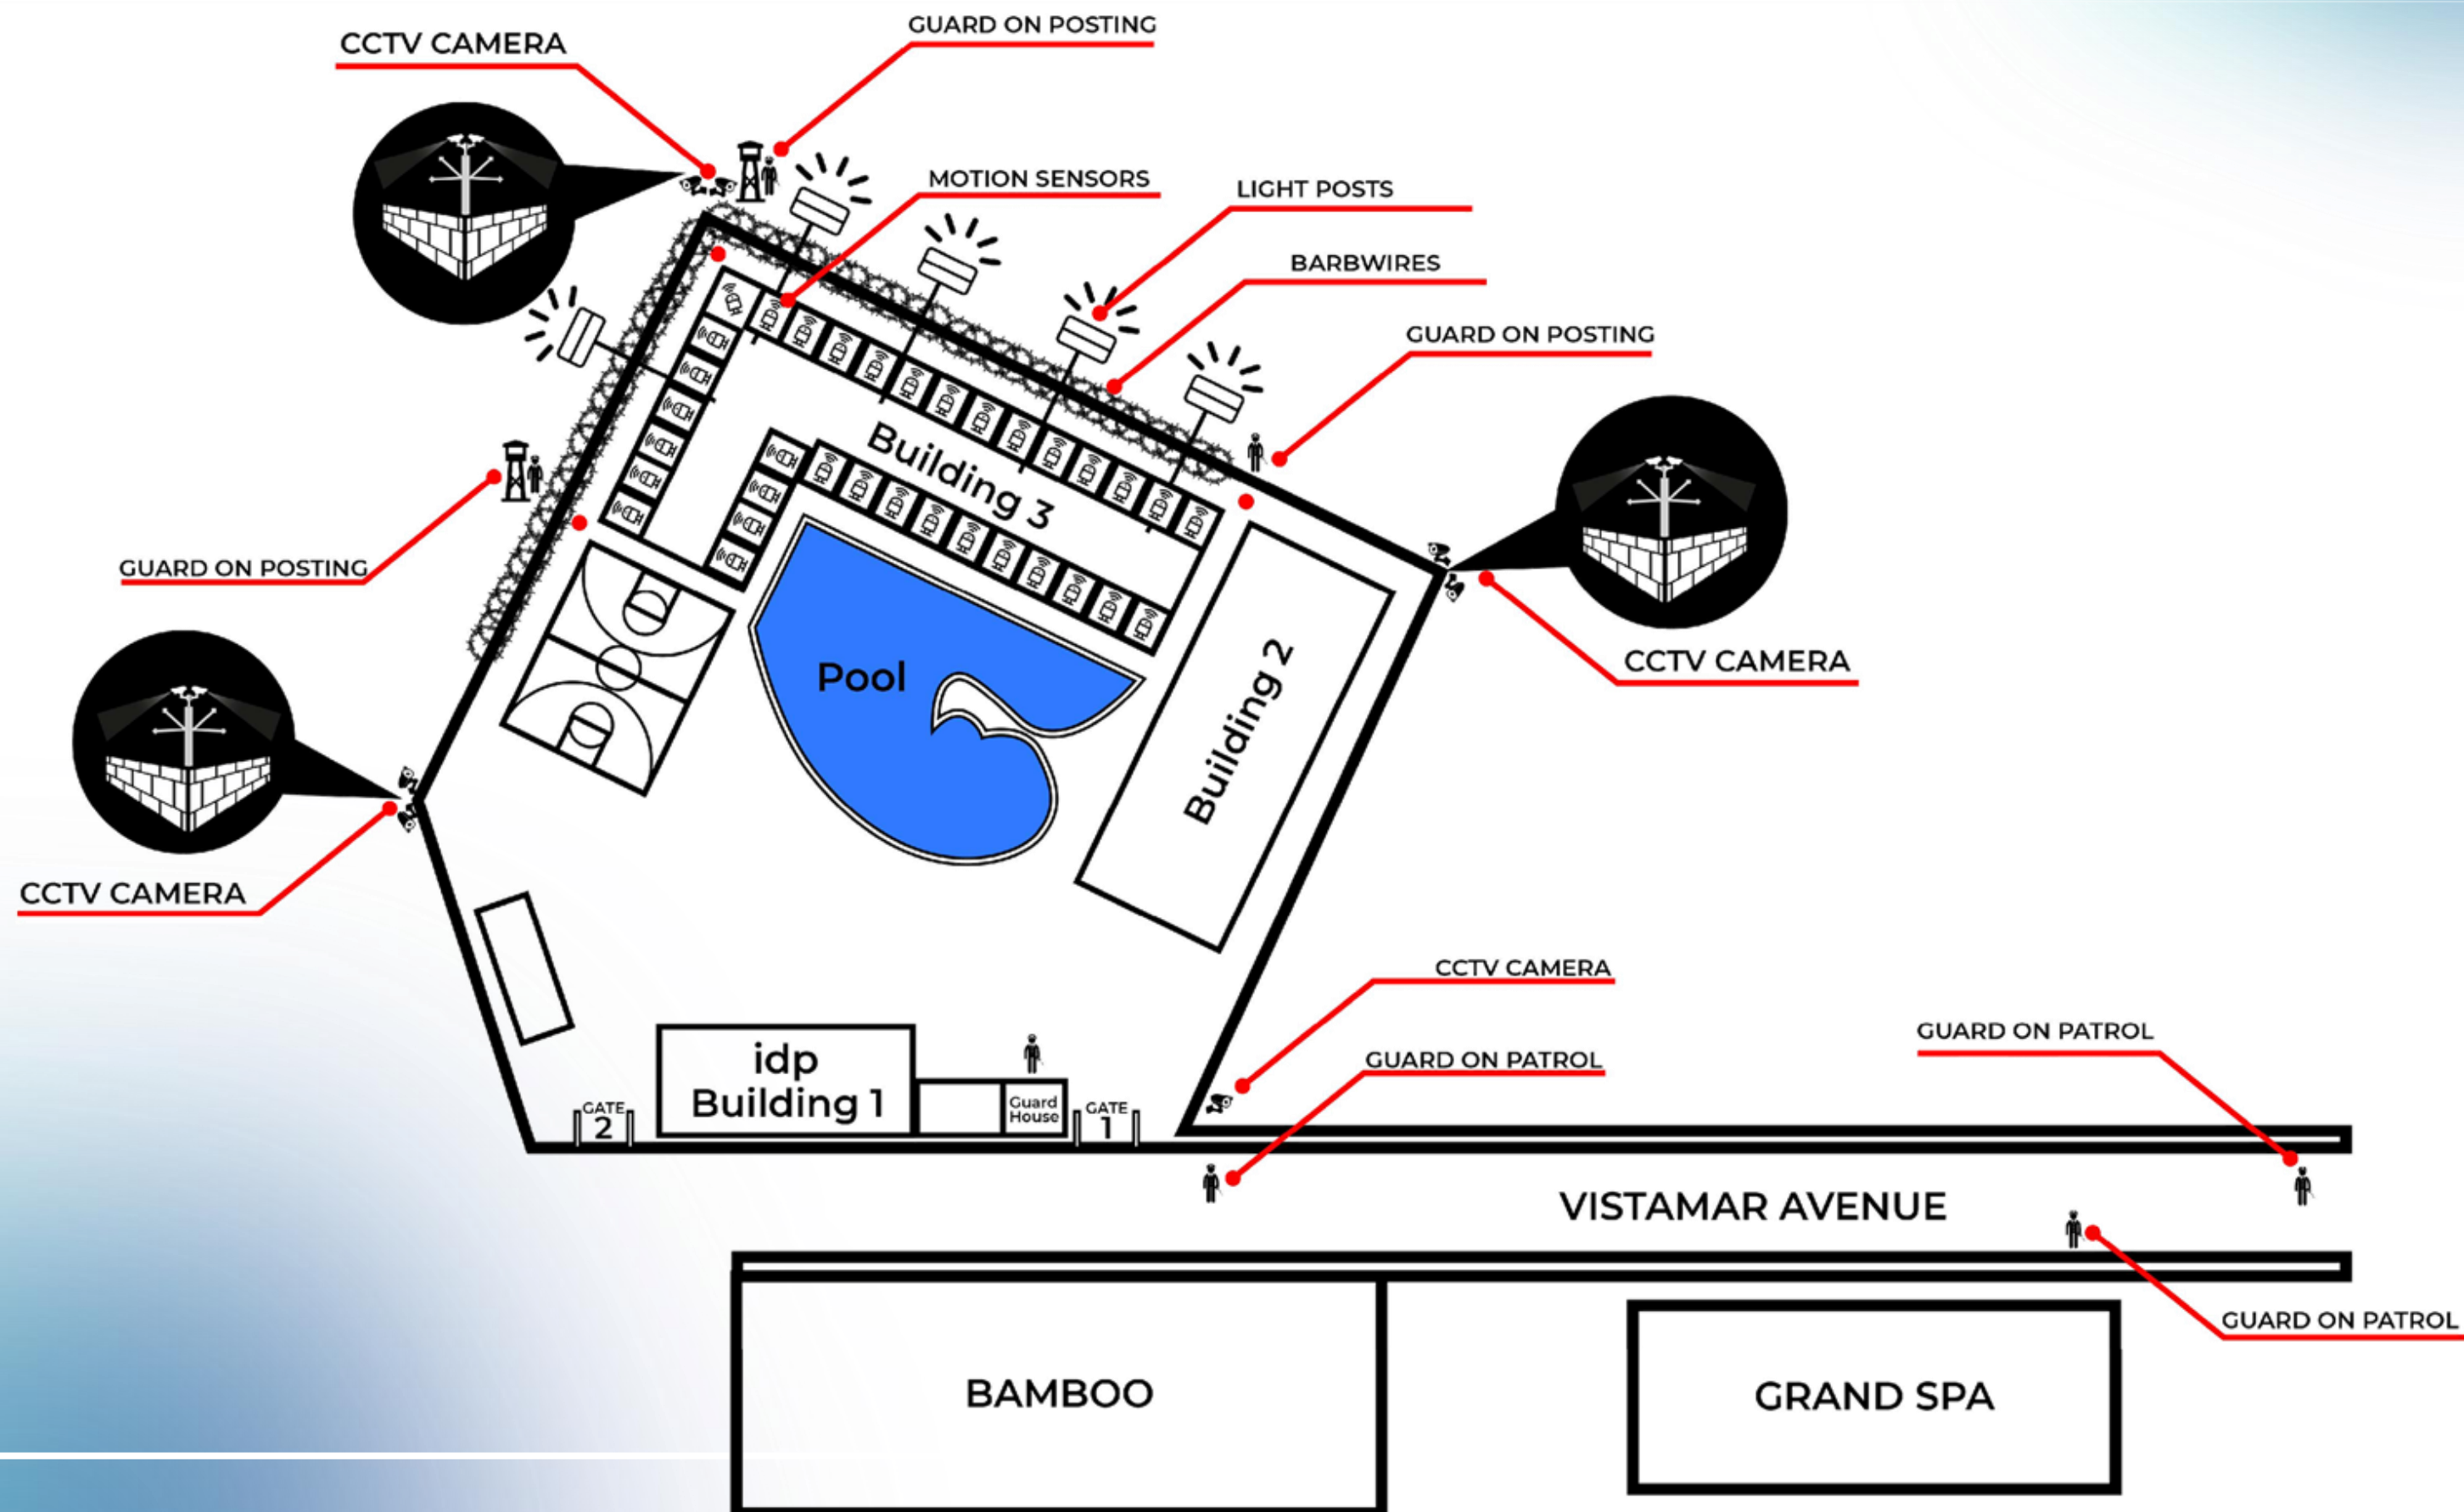 GUARD ON POSTING
CCTV CAMERA
MOTION SENSORS
LIGHT POSTS
BARBWIRES
GUARD ON POSTING
Building 3
GUARD ON POSTING
Pool
Building 2
CCTV CAMERA
CCTV CAMERA
CCTV CAMERA
GUARD ON PATROL
GUARD ON PATROL
idp
Building 1
Guard
House
GATE
2
GATE
1
VISTAMAR AVENUE
GUARD ON PATROL
BAMBOO
GRAND SPA